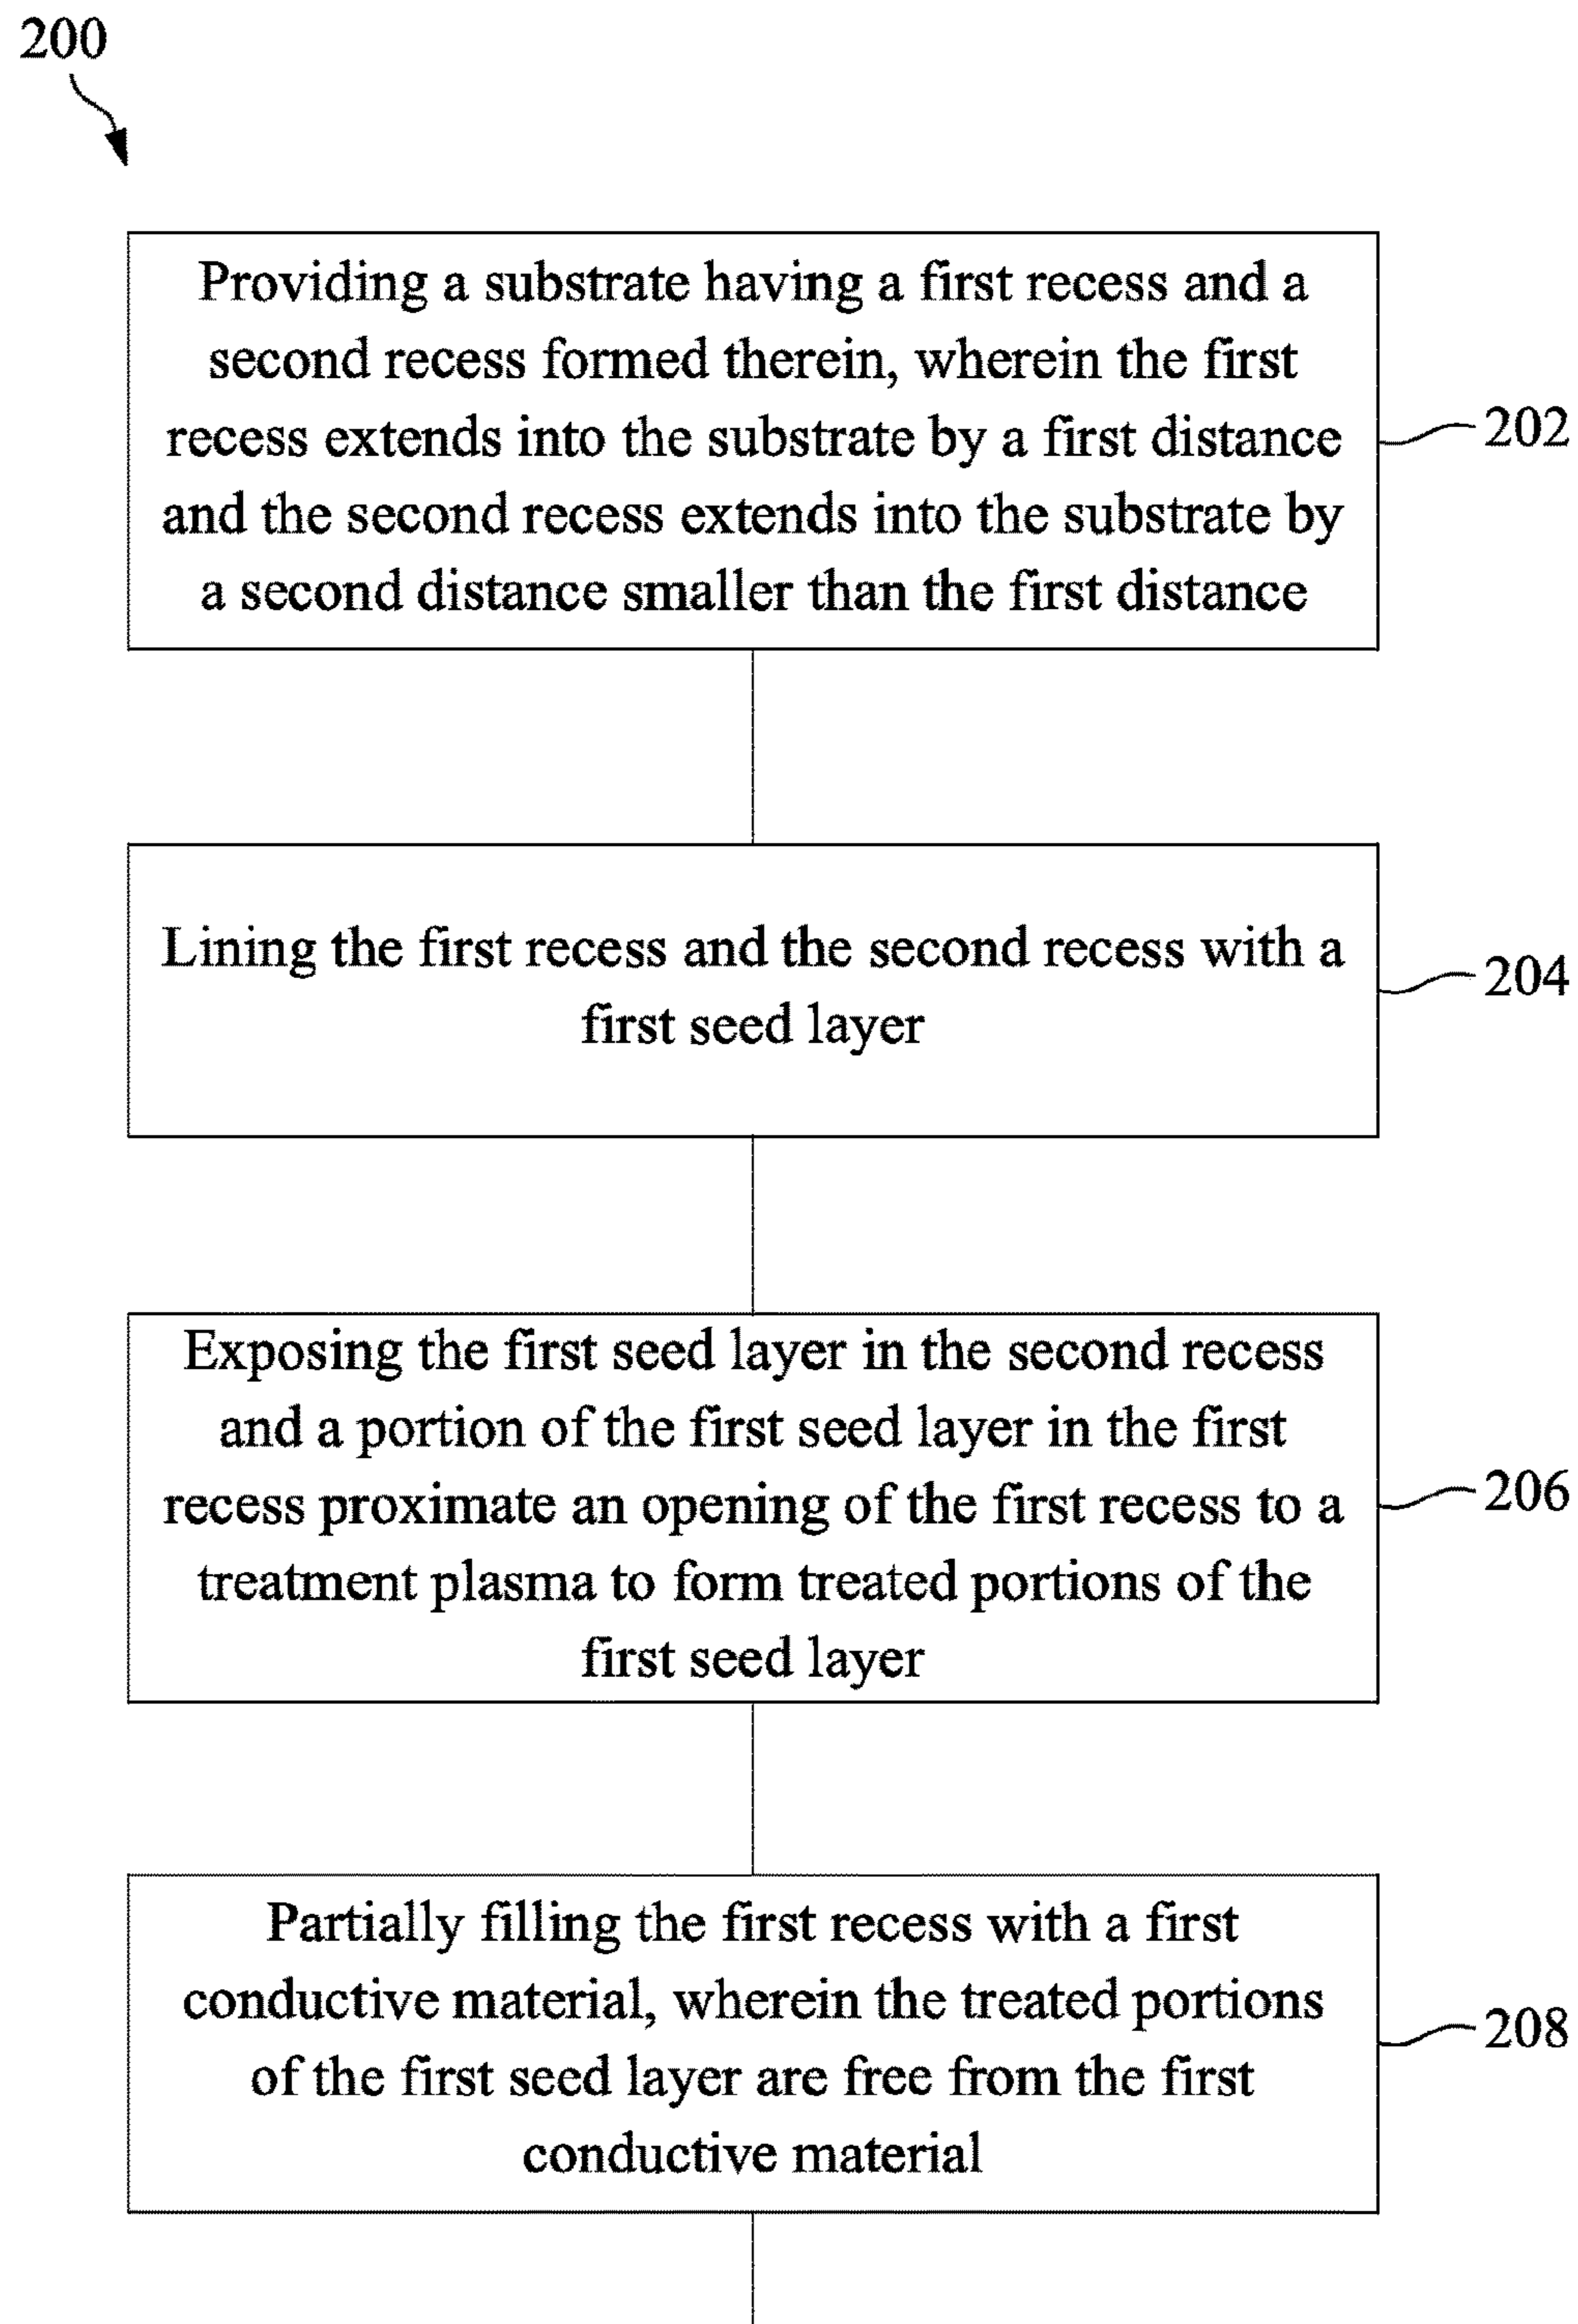 200
Providing a substrate having a first recess and a
second recess formed therein, wherein the first
recess extends into the substrate by a first distance
and the second recess extends into the substrate by
a second distance smaller than the first distance
202
Lining the first recess and the second recess with a
first seed layer
204
Exposing the first seed layer in the second recess
and a portion of the first seed layer in the first
recess proximate an opening of the first recess to a
treatment plasma to form treated portions of the
first seed layer
206
Partially filling the first recess with a first
conductive material, wherein the treated portions
of the first seed layer are free from the first
conductive material
208